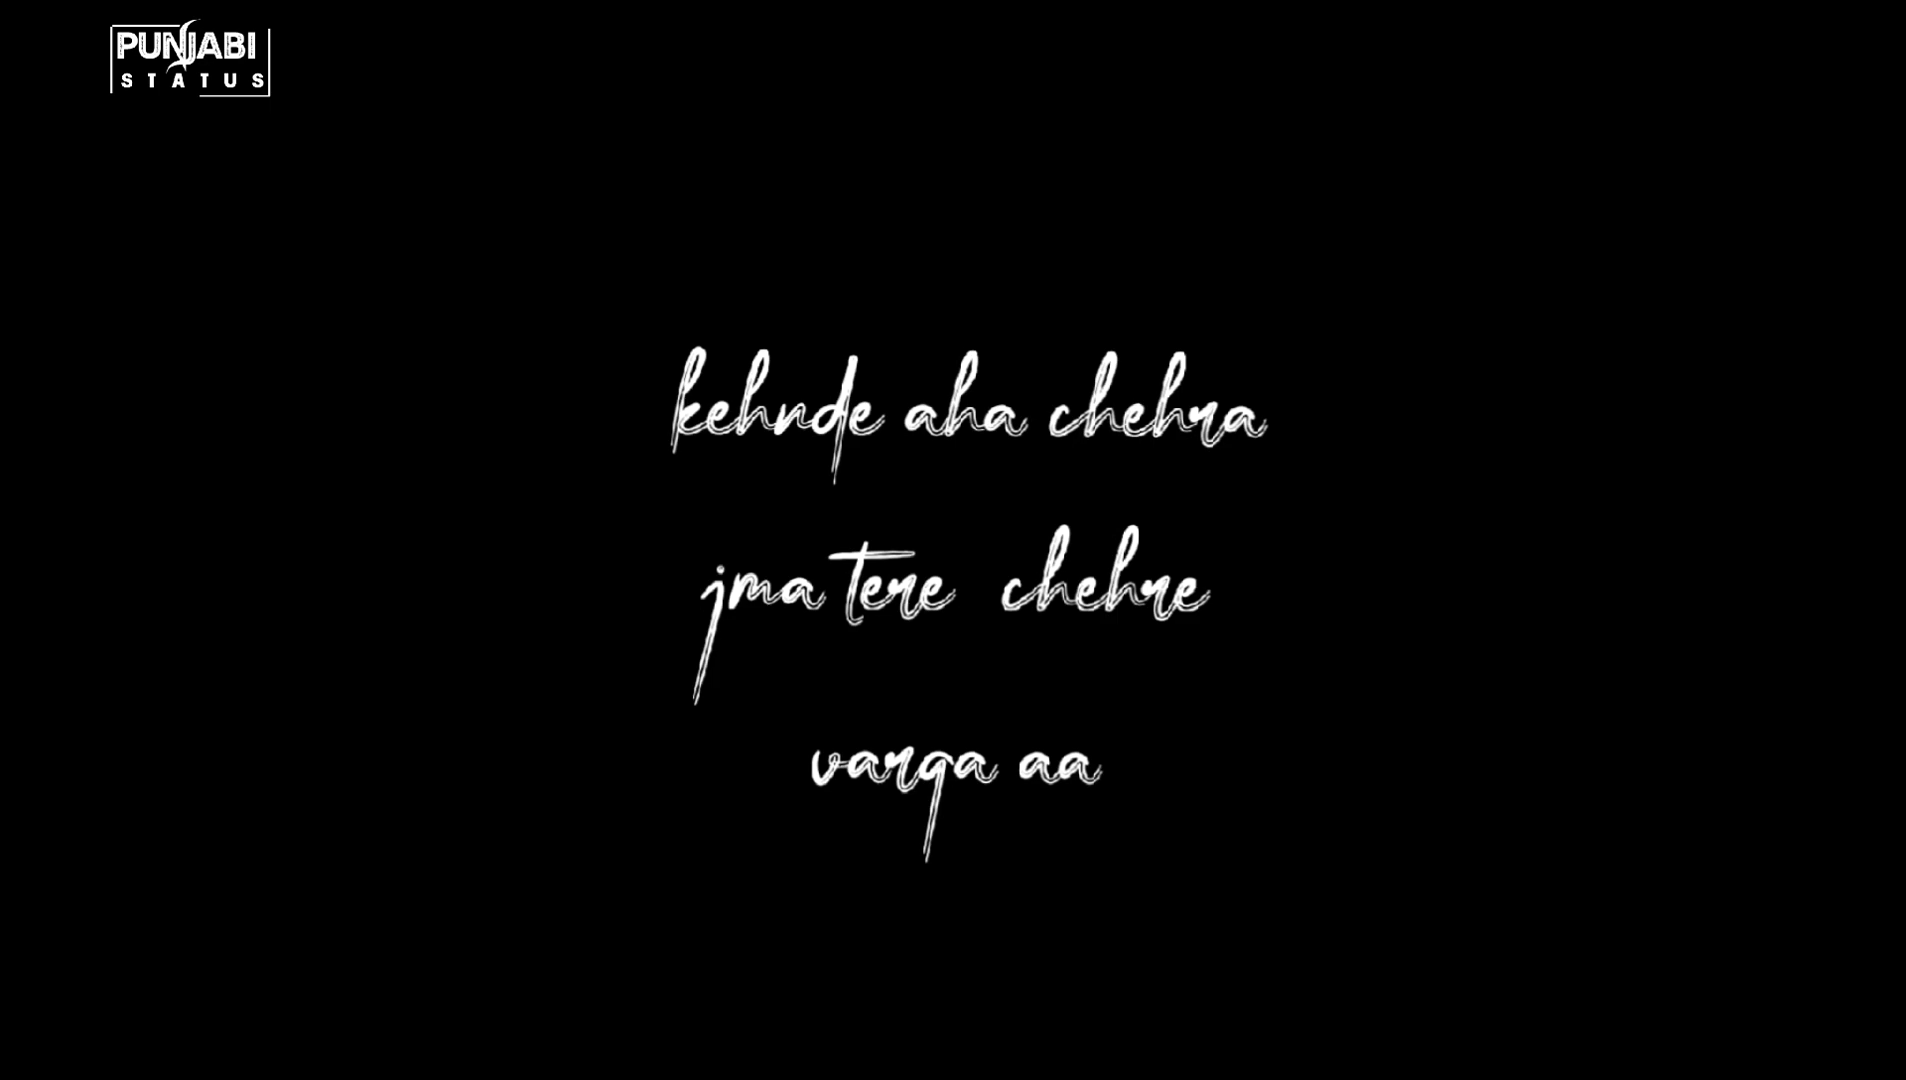 PUNJABI
STATUS
kehnde aha chehra
jma tere chehre
varga aa